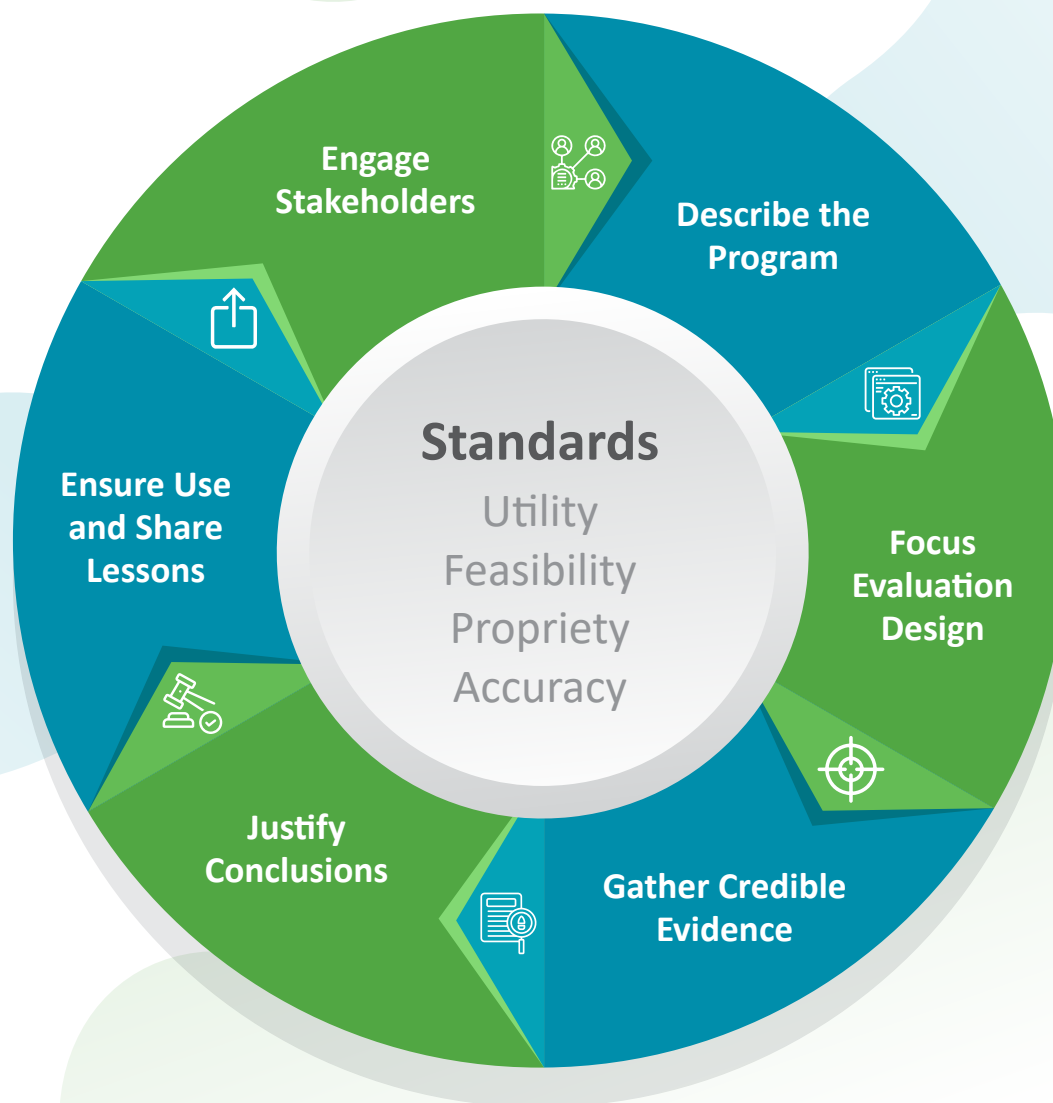 Engage
Stakeholders
Describe the
Program
Focus
Evaluation
Design
Gather Credible
Evidence
Justify
Conclusions
Ensure Use
and Share
Lessons
Standards
Utility
Feasibility
Propriety
Accuracy